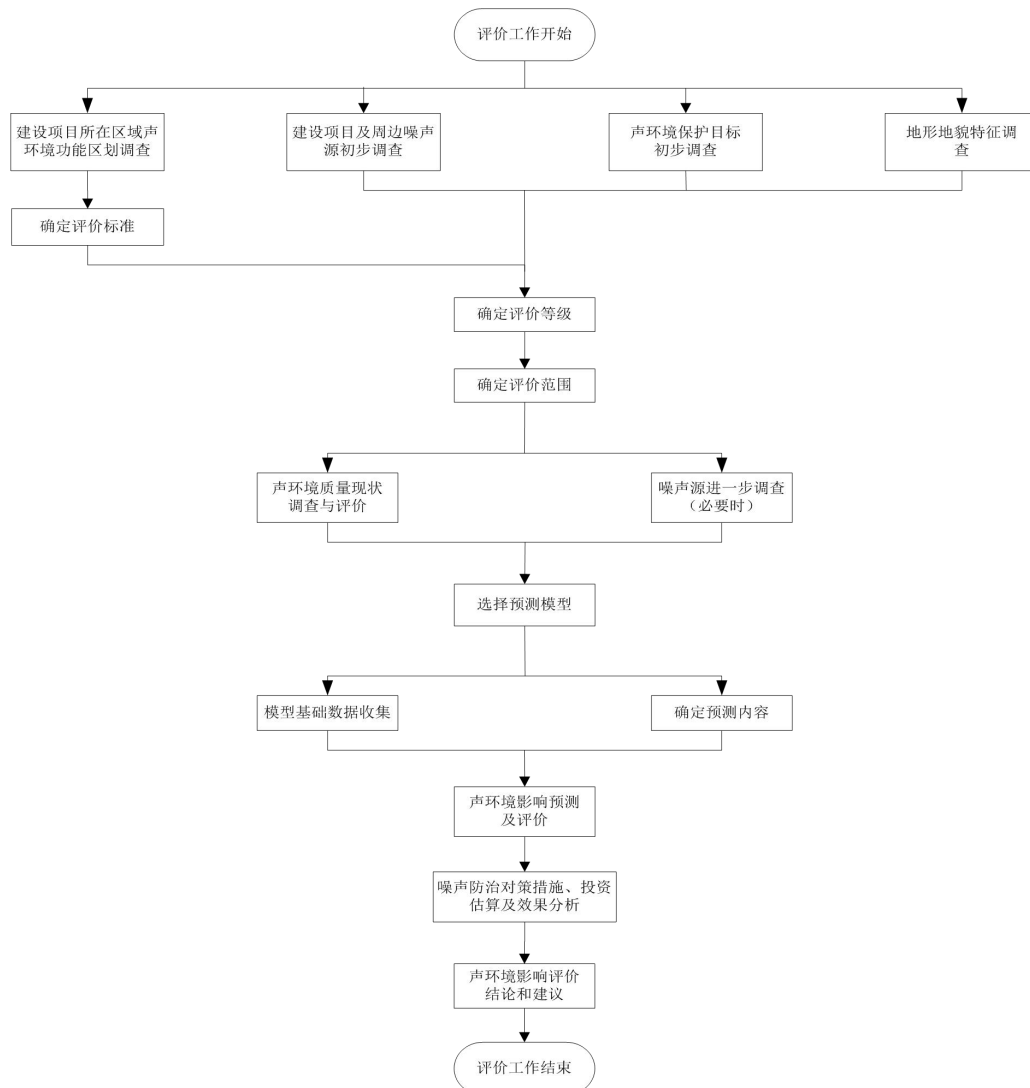 评价工作开始
建设项目所在区域声
环境功能区划调查
建设项目及周边噪声
源初步调查
声环境保护目标
初步调查
地形地貌特征调
查
确定评价标准
确定评价等级
确定评价范围
声环境质量现状
调查与评价
噪声源进一步调查
（必要时）
选择预测模型
模型基础数据收集
确定预测内容
声环境影响预测
及评价
噪声防治对策措施、投资
估算及效果分析
声环境影响评价
结论和建议
评价工作结束